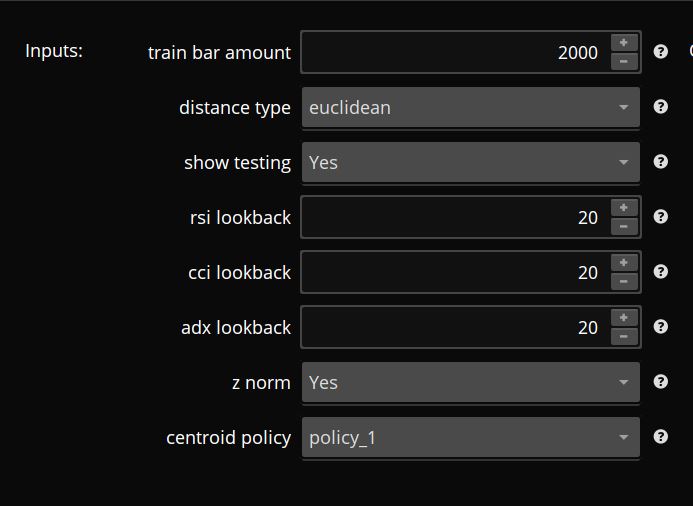 Inputs:
train bar amount 2000
distance type euclidean
show testing Yes
rsi lookback 20
cci lookback 20
adx lookback 20
z norm Yes
centroid policy policy_1